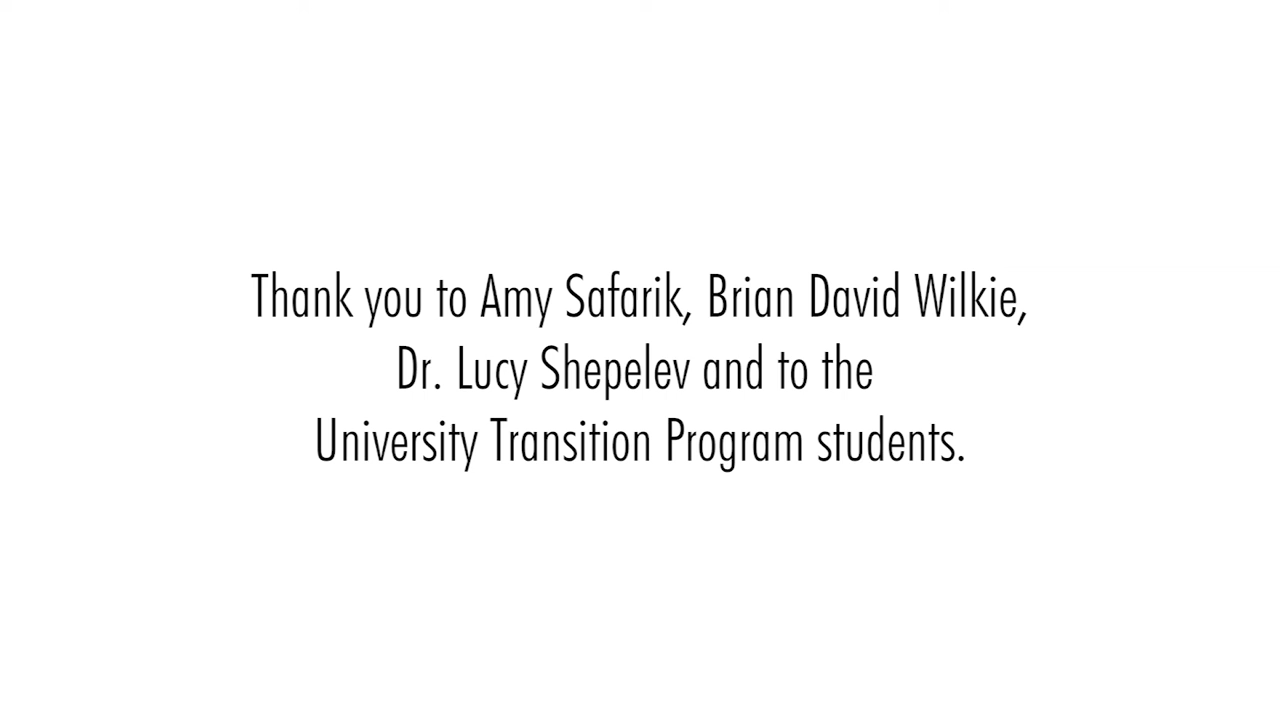 Thank you to Amy Safarik, Brian David Wilkie,
Dr. Lucy Shepelev and to the
University Transition Program students.